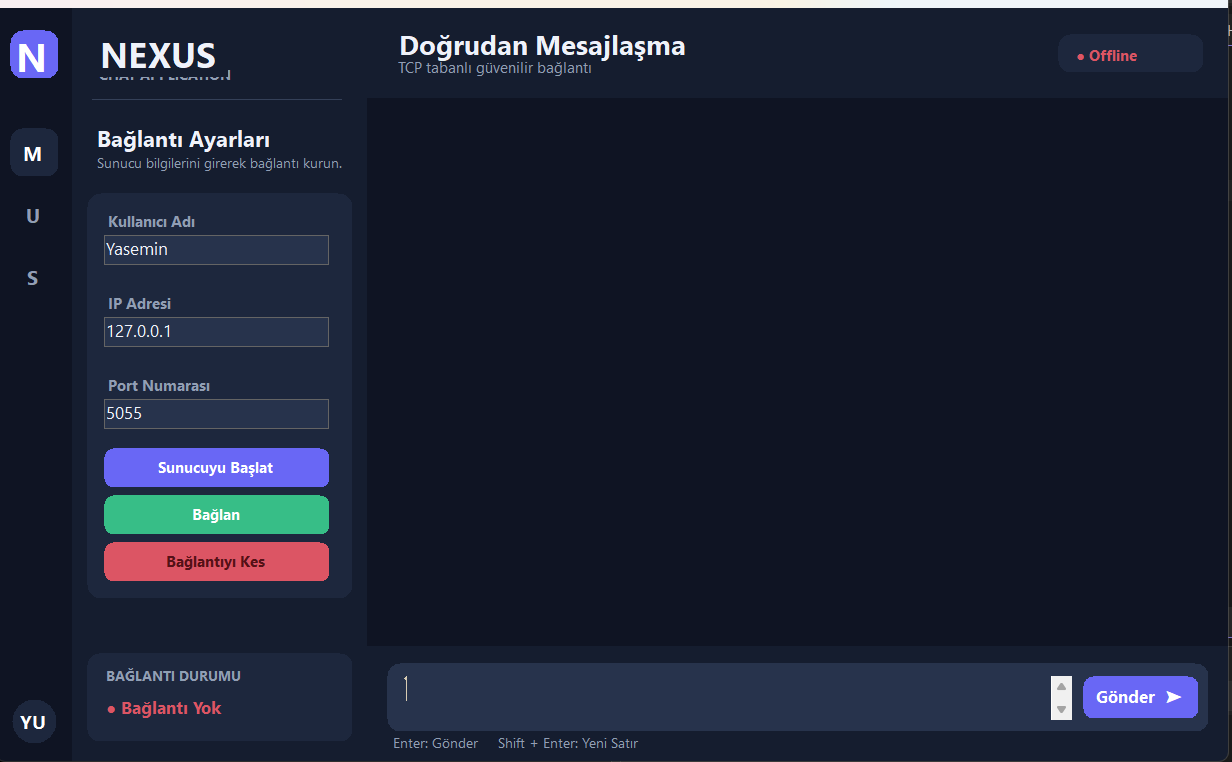 N
NEXUS
CHAT APPLICATION
Doğrudan Mesajlaşma
TCP tabanlı güvenilir bağlantı
● Offline
M
U
S
YU
Bağlantı Ayarları
Sunucu bilgilerini girerek bağlantı kurun.
Kullanıcı Adı
Yasemin
IP Adresi
127.0.0.1
Port Numarası
5055
Sunucuyu Başlat
Bağlan
Bağlantıyı Kes
BAĞLANTI DURUMU
● Bağlantı Yok
Gönder ➤
Enter: Gönder Shift + Enter: Yeni Satır